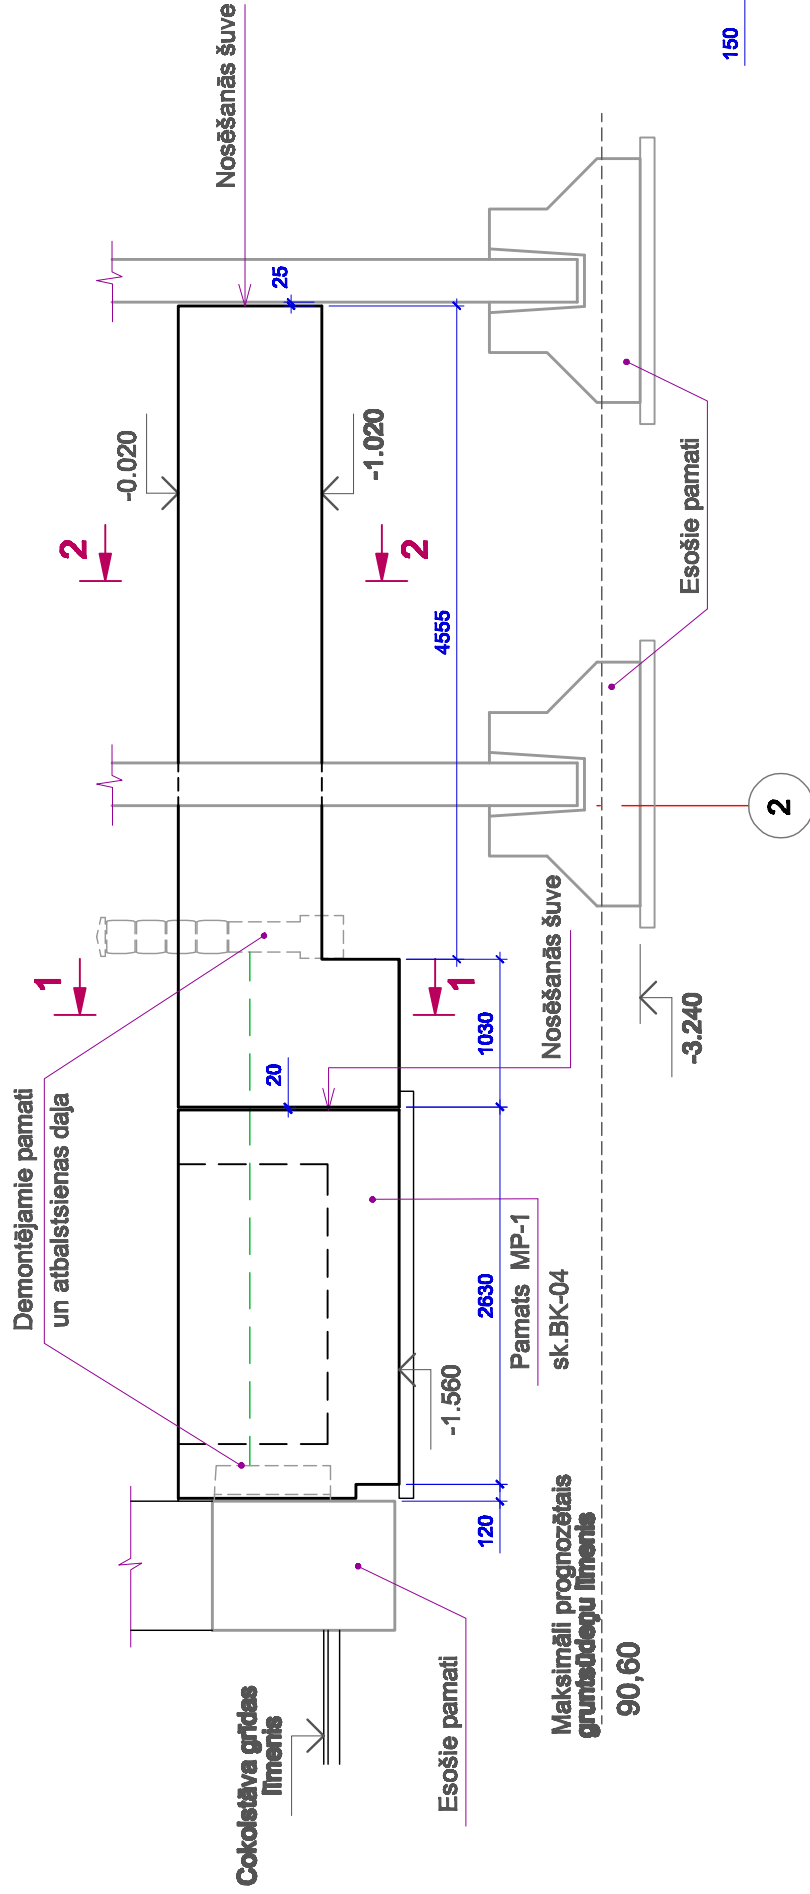 Nosēšanās šuve
150
25
-0.020
-1.020
2
2
4555
Esošie pamati
2
Nosēšanās šuve
1
1
1030
-3.240
20
Demontējamie pamati
un atbalstsienas daļa
2630
Pamats MP-1
sk.BK-04
-1.560
120
Maksimāli prognozētais
gruntsūdeņu līmenis
90,60
Cokolstāva grīdas
līmenis
Esošie pamati